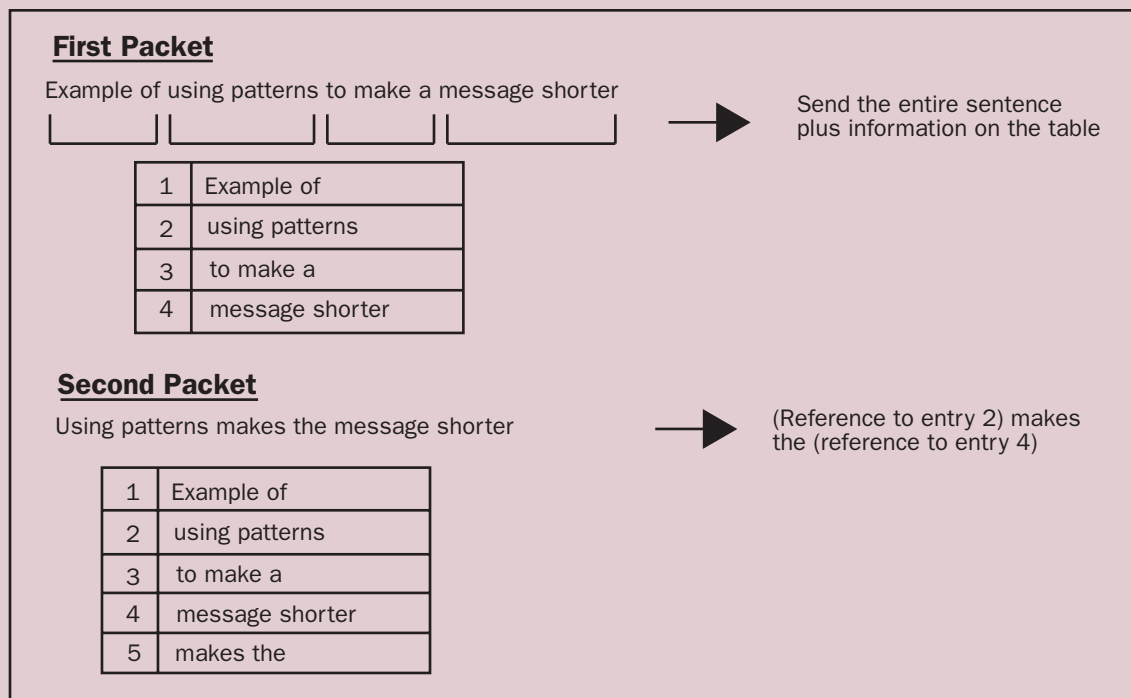 First Packet
Example of using patterns to make a message shorter
Send the entire sentence
plus information on the table
1 Example of
2 using patterns
3 to make a
4 message shorter
Second Packet
Using patterns makes the message shorter
(Reference to entry 2) makes
the (reference to entry 4)
1 Example of
2 using patterns
3 to make a
4 message shorter
5 makes the